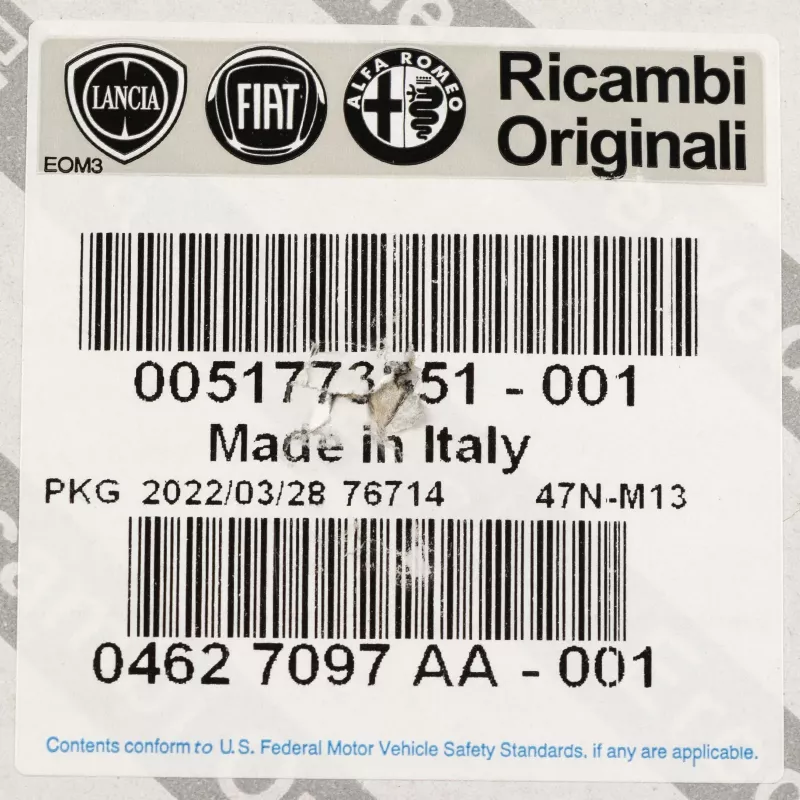 LANCIA
FIAT
ALFA ROMEO
Ricambi
Originali
EOM3
- 001
Made in Italy
PKG 2022/03/28 76714 47N-M13
0462 7097 AA - 001
Contents conform to U.S. Federal Motor Vehicle Safety Standards, if any are applicable.